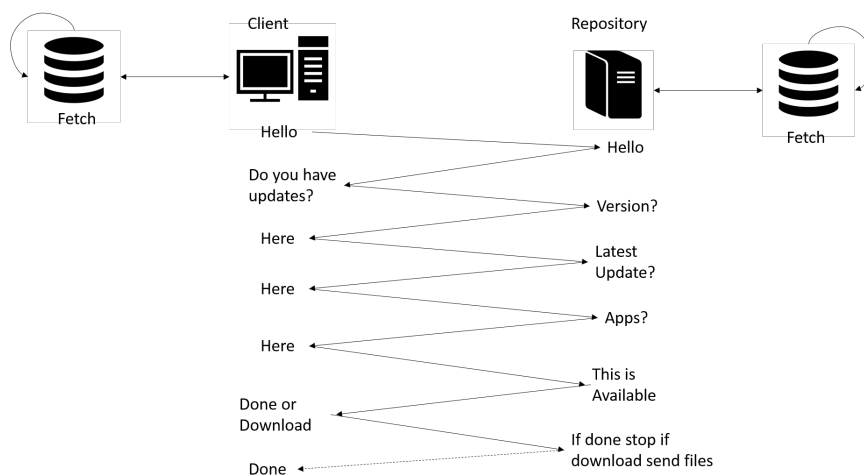 Client
Repository
Fetch
Fetch
Hello
Hello
Do you have
updates?
Version?
Here
Latest
Update?
Here
Apps?
Here
This is
Available
Done or
Download
If done stop if
download send files
Done